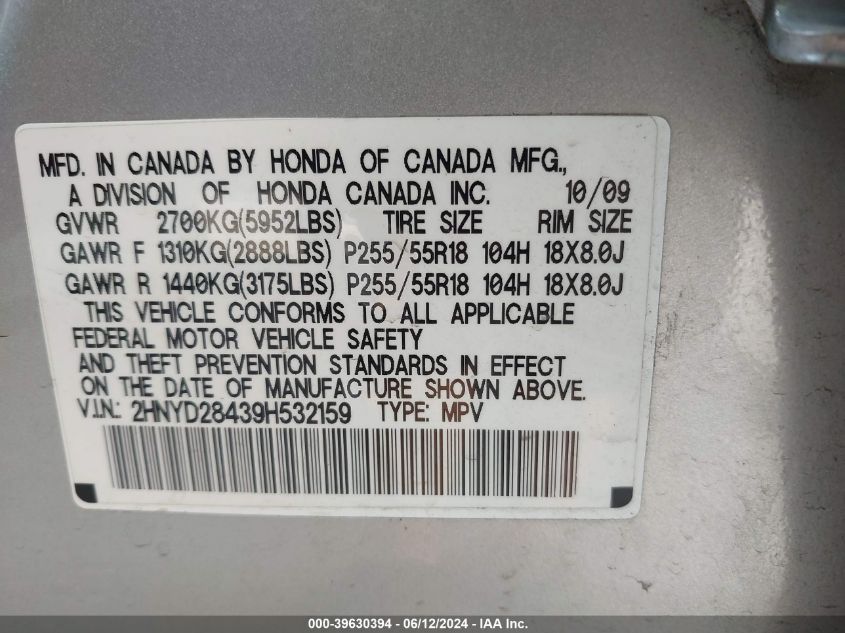 MFD. IN CANADA BY HONDA OF CANADA MFG.,
A DIVISION OF HONDA CANADA INC. 10/09
GVWR 2700KG(5952LBS) TIRE SIZE RIM SIZE
GAWR F 1310KG(2888LBS) P255/55R18 104H 18X8.0J
GAWR R 1440KG(3175LBS) P255/55R18 104H 18X8.0J
THIS VEHICLE CONFORMS TO ALL APPLICABLE
FEDERAL MOTOR VEHICLE SAFETY
AND THEFT PREVENTION STANDARDS IN EFFECT
ON THE DATE OF MANUFACTURE SHOWN ABOVE.
V.I.N.: 2HNYD28439H532159 TYPE: MPV
000-39630394 - 06/12/2024 - IAA Inc.